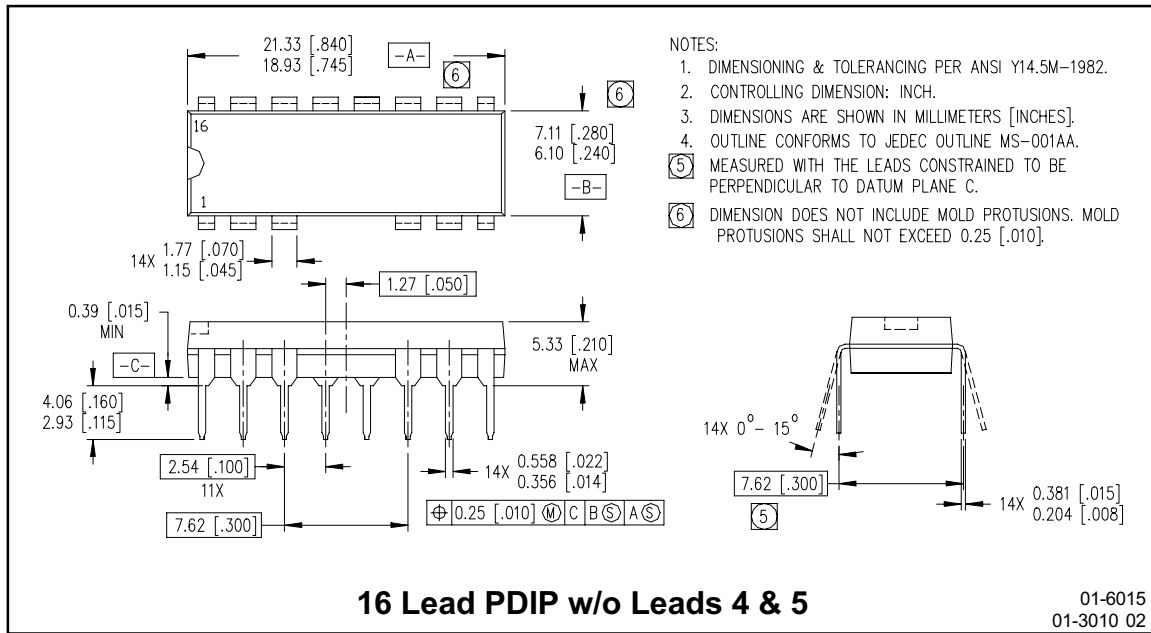 21.33 [.840]
18.93 [.745]
-A-
6
6
16
1
7.11 [.280]
6.10 [.240]
-B-
NOTES:
1. DIMENSIONING & TOLERANCING PER ANSI Y14.5M-1982.
2. CONTROLLING DIMENSION: INCH.
3. DIMENSIONS ARE SHOWN IN MILLIMETERS [INCHES].
4. OUTLINE CONFORMS TO JEDEC OUTLINE MS-001AA.
5 MEASURED WITH THE LEADS CONSTRAINED TO BE
PERPENDICULAR TO DATUM PLANE C.
6 DIMENSION DOES NOT INCLUDE MOLD PROTUSIONS. MOLD
PROTUSIONS SHALL NOT EXCEED 0.25 [.010].
14X 1.77 [.070]
1.15 [.045]
1.27 [.050]
0.39 [.015]
MIN
-C-
5.33 [.210]
MAX
4.06 [.160]
2.93 [.115]
2.54 [.100]
11X
14X 0.558 [.022]
0.356 [.014]
⌖ 0.25 [.010] Ⓜ C B Ⓢ A Ⓢ
7.62 [.300]
14X 0°- 15°
7.62 [.300]
5
14X 0.381 [.015]
0.204 [.008]
16 Lead PDIP w/o Leads 4 & 5
01-6015
01-3010 02